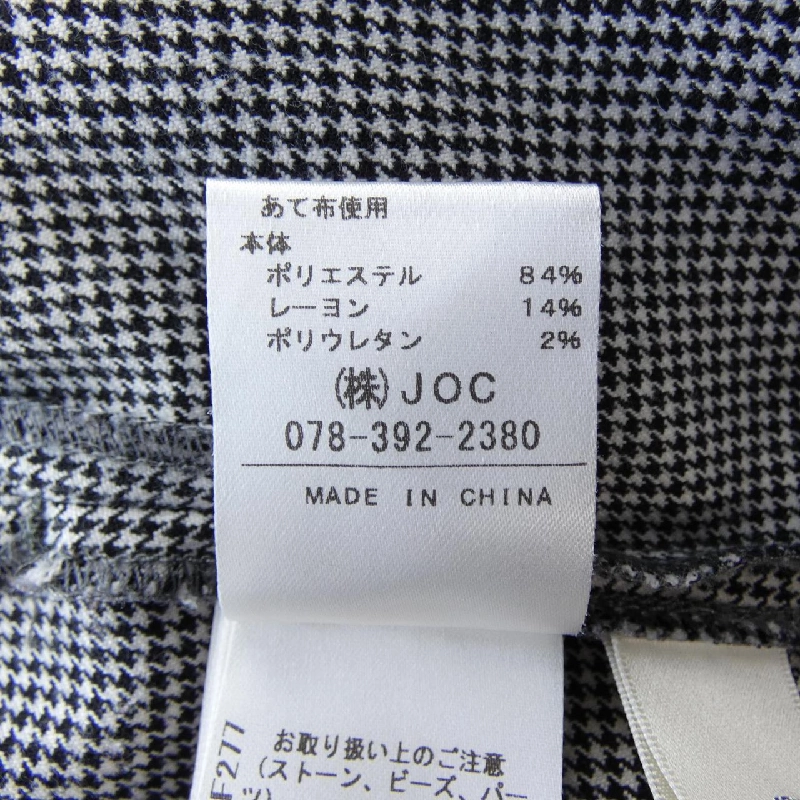 あて布使用
本体
ポリエステル 84%
レーヨン 14%
ポリウレタン 2%
(株)JOC
078-392-2380
MADE IN CHINA
お取り扱い上のご注意
(ストーン、ビーズ、パー
ツ)
F277